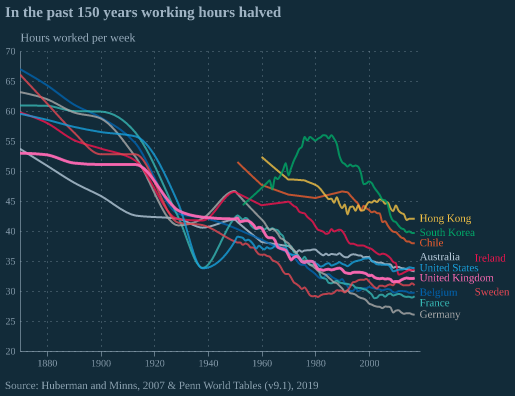 In the past 150 years working hours halved
Hours worked per week
70
65
60
55
50
45
40
35
30
25
20
1880
1900
1920
1940
1960
1980
2000
Hong Kong
South Korea
Chile
Australia
Ireland
United States
United Kingdom
Belgium
Sweden
France
Germany
Source: Huberman and Minns, 2007 & Penn World Tables (v9.1), 2019